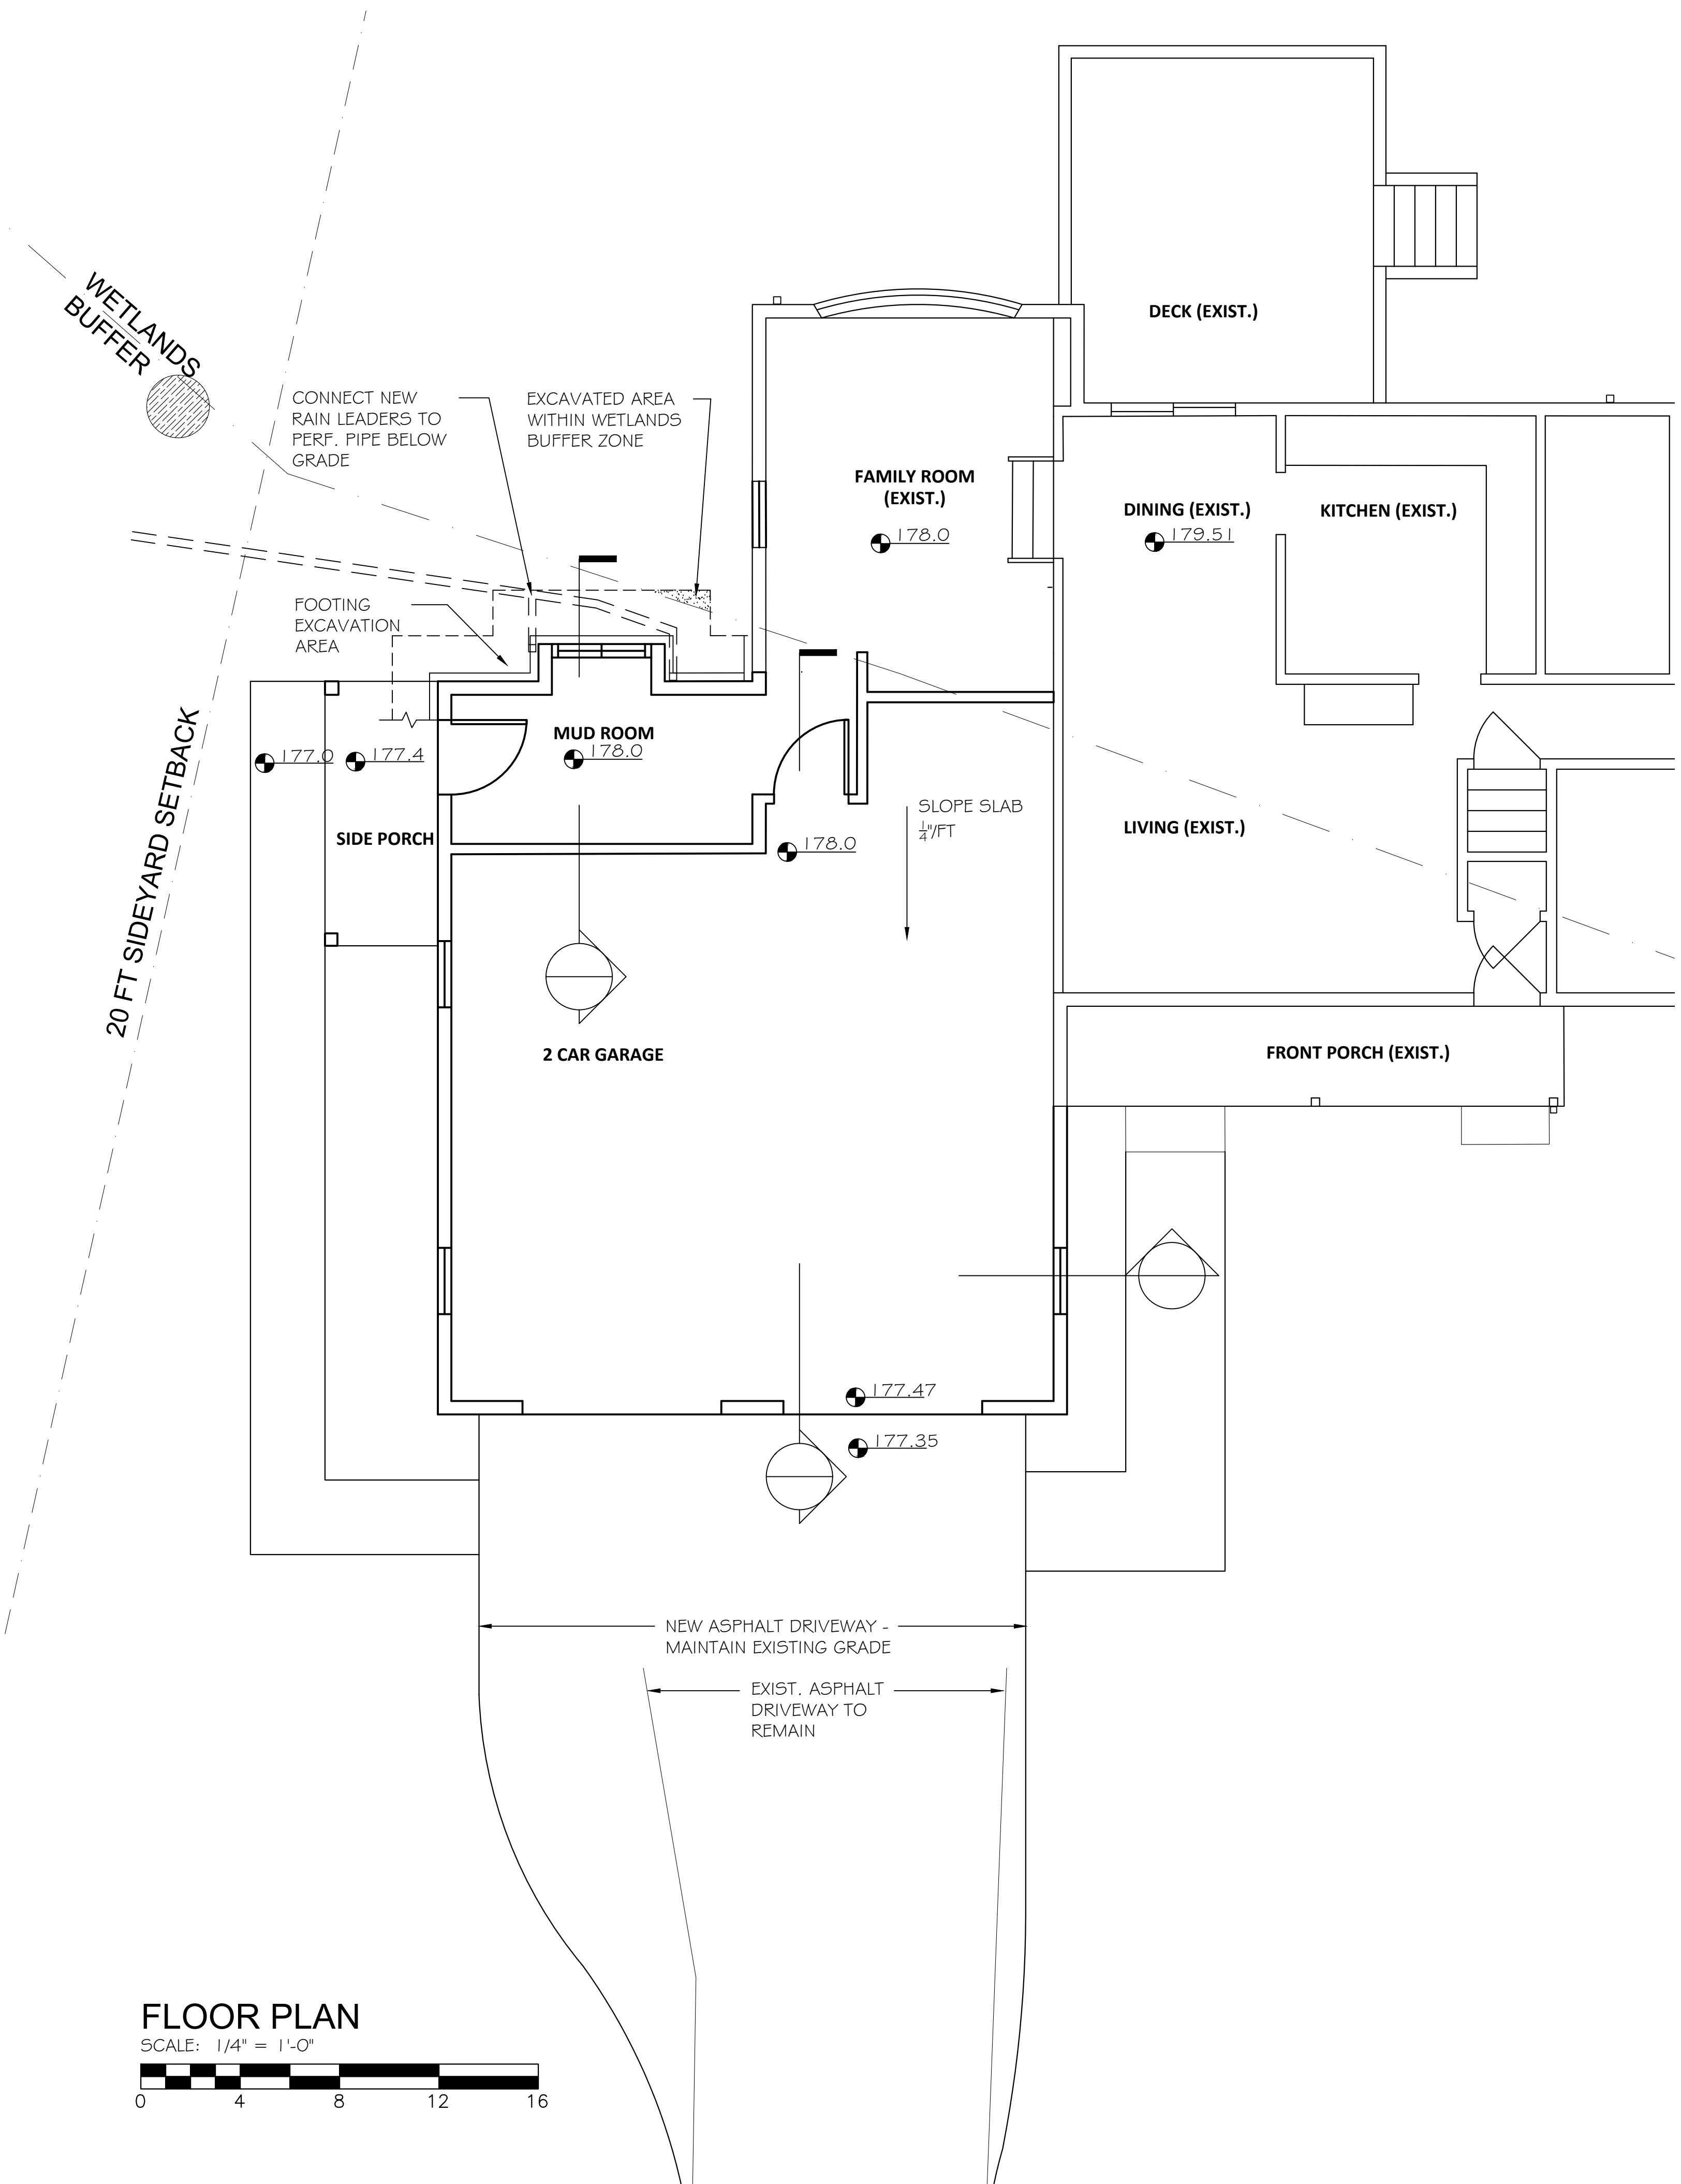 DECK (EXIST.)
WETLANDS
BUFFER
CONNECT NEW
RAIN LEADERS TO
PERF. PIPE BELOW
GRADE
EXCAVATED AREA
WITHIN WETLANDS
BUFFER ZONE
FAMILY ROOM
(EXIST.)
178.0
DINING (EXIST.)
179.51
KITCHEN (EXIST.)
FOOTING
EXCAVATION
AREA
MUD ROOM
178.0
177.0
177.4
20 FT SIDEYARD SETBACK
SIDE PORCH
178.0
SLOPE SLAB
1/4"/FT
LIVING (EXIST.)
2 CAR GARAGE
FRONT PORCH (EXIST.)
177.47
177.35
NEW ASPHALT DRIVEWAY -
MAINTAIN EXISTING GRADE
EXIST. ASPHALT
DRIVEWAY TO
REMAIN
FLOOR PLAN
SCALE: 1/4" = 1'-0"
0 4 8 12 16